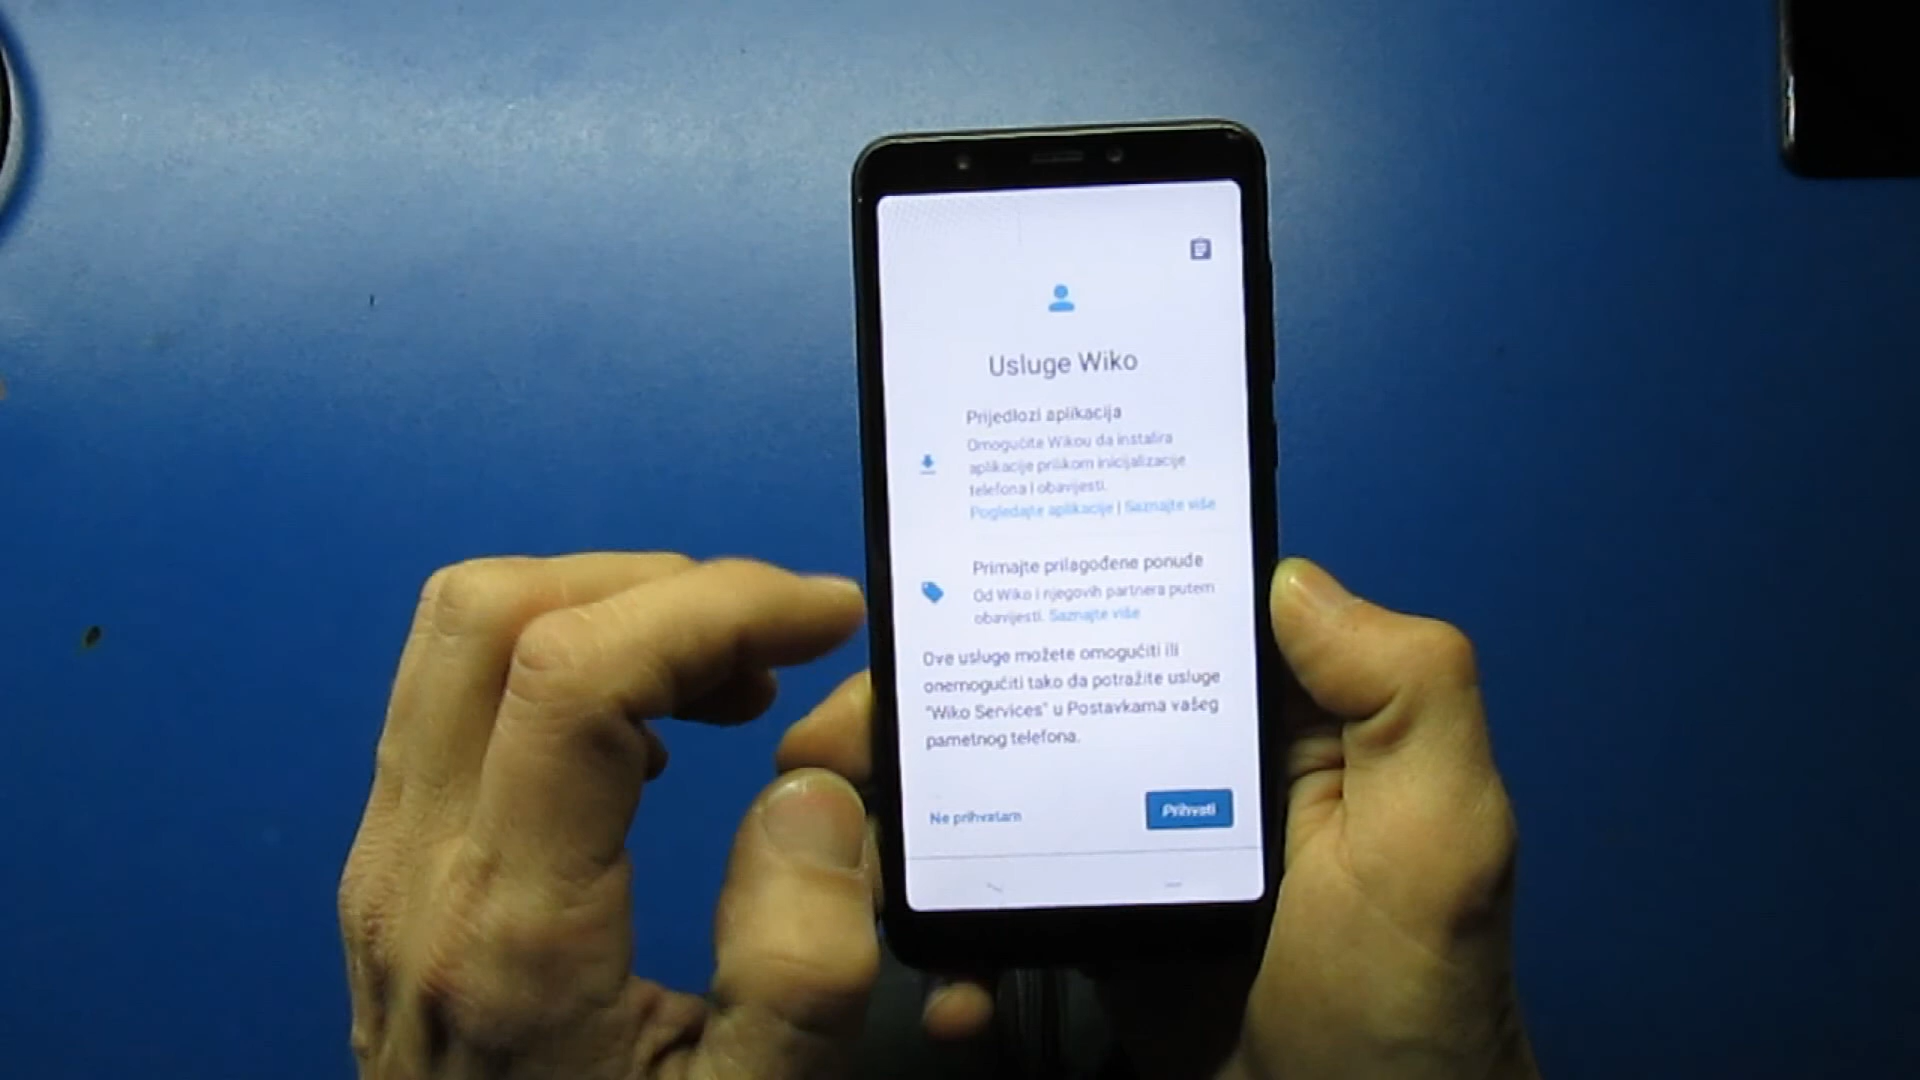 Usluge Wiko
Prijedlozi aplikacija
Omogućite Wikou da instalira
aplikacije prilikom inicijalizacije
telefona i obavijesti.
Pogledajte aplikacije | Saznajte više
Primajte prilagođene ponude
Od Wiko i njegovih partnera putem
obavijesti. Saznajte više
Ove usluge možete omogućiti ili
onemogućiti tako da potražite usluge
"Wiko Services" u Postavkama vašeg
pametnog telefona.
Ne prihvaćam
Prihvati